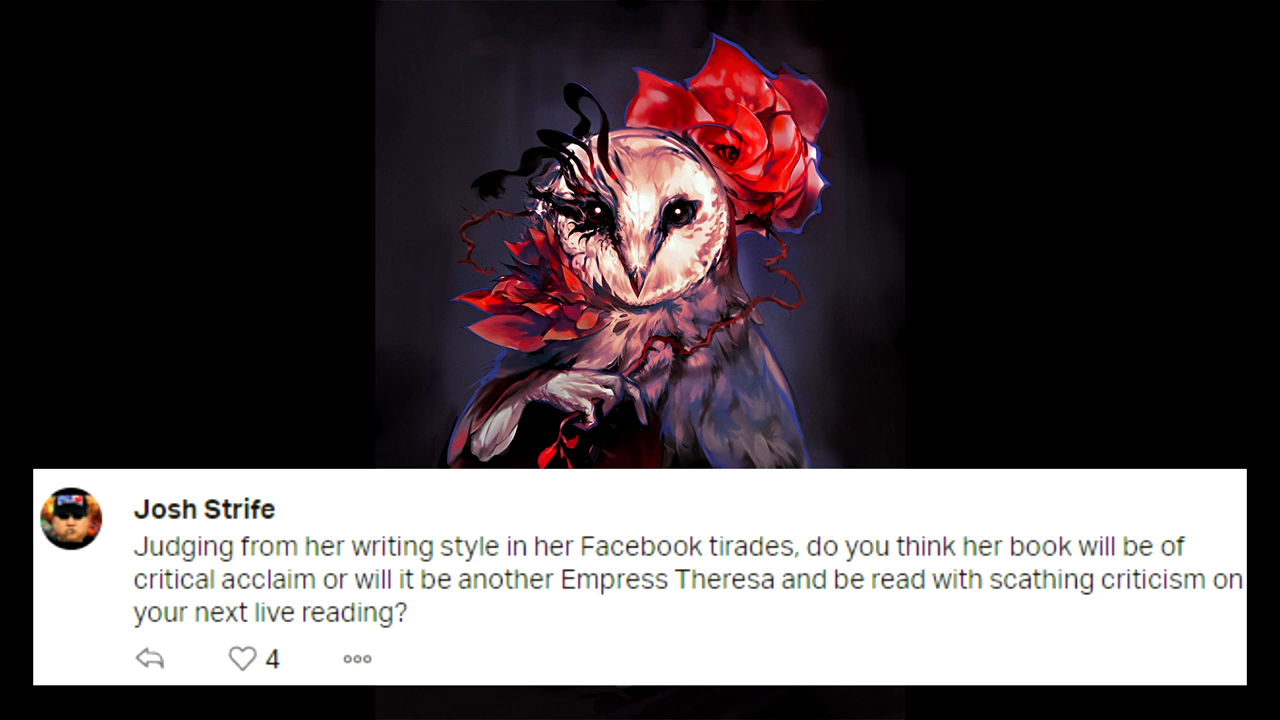 Josh Strife
Judging from her writing style in her Facebook tirades, do you think her book will be of
critical acclaim or will it be another Empress Theresa and be read with scathing criticism on
your next live reading?
4